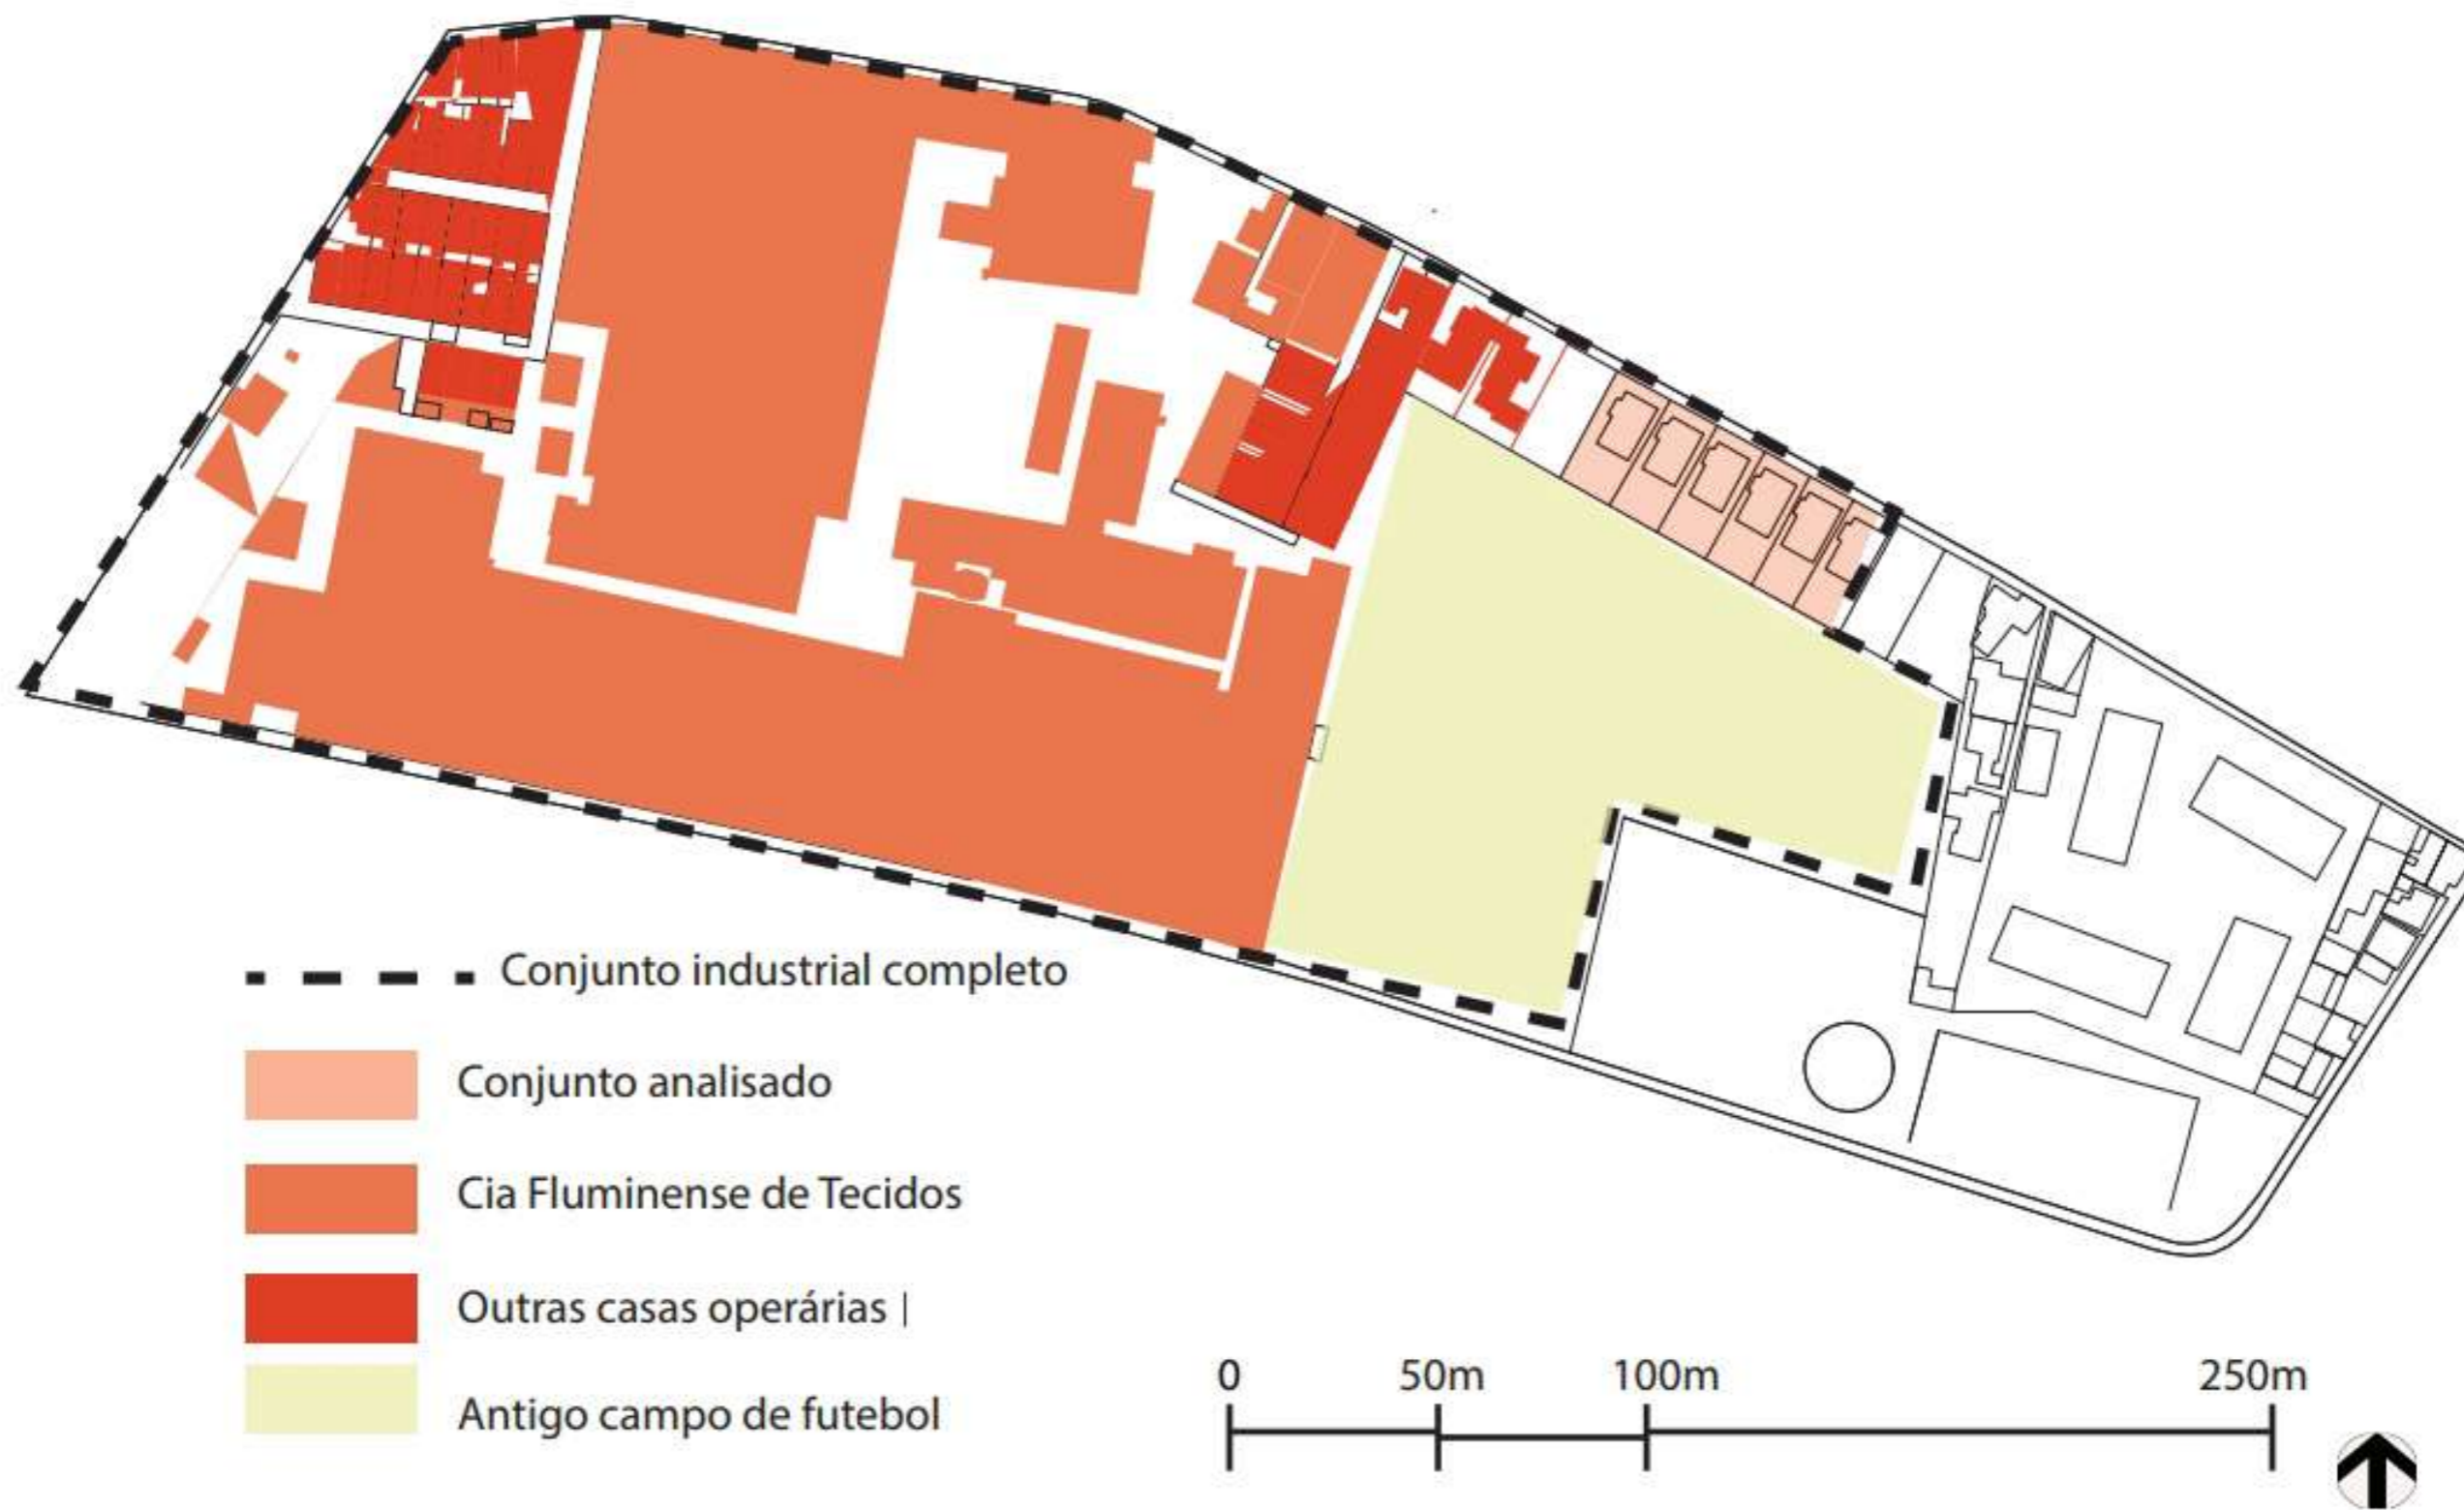 Conjunto industrial completo
Conjunto analisado
Cia Fluminense de Tecidos
Outras casas operárias |
Antigo campo de futebol
0 50m 100m 250m